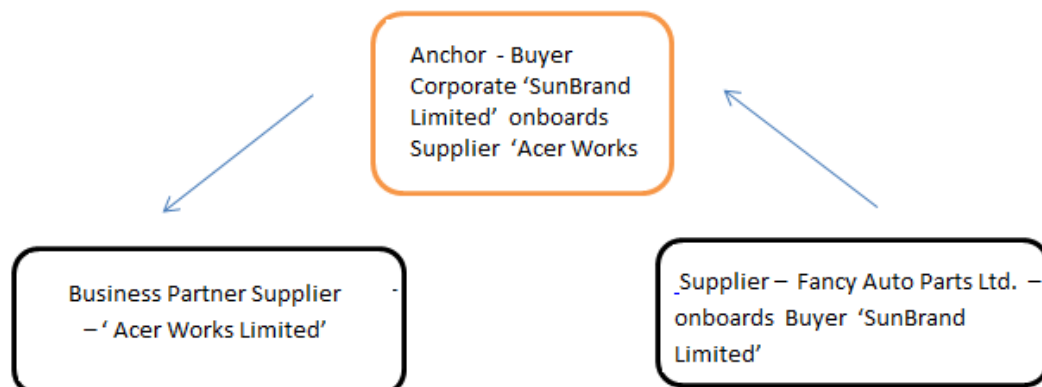 Anchor - Buyer
Corporate ‘SunBrand
Limited’ onboards
Supplier ‘Acer Works
Business Partner Supplier -
– ‘ Acer Works Limited’
Supplier – Fancy Auto Parts Ltd. –
onboards Buyer ‘SunBrand
Limited’